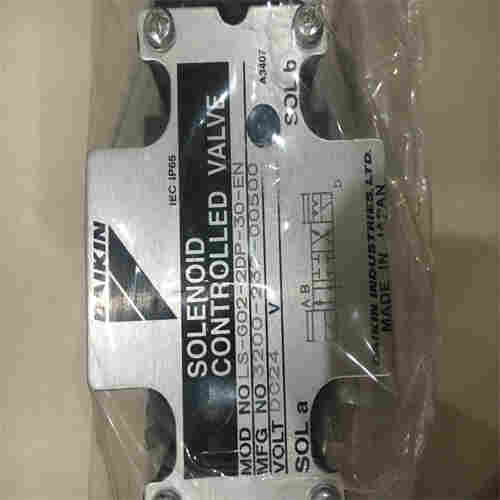 DAIKIN
IEC IP65
SOLENOID
CONTROLLED VALVE
A3407
MOD NO LS-G02-2DP-30-EN
MFG NO 3200-237-00500
VOLT DC24 V
SOL a
SOL b
A B
b
DAIKIN INDUSTRIES, LTD.
MADE IN JAPAN